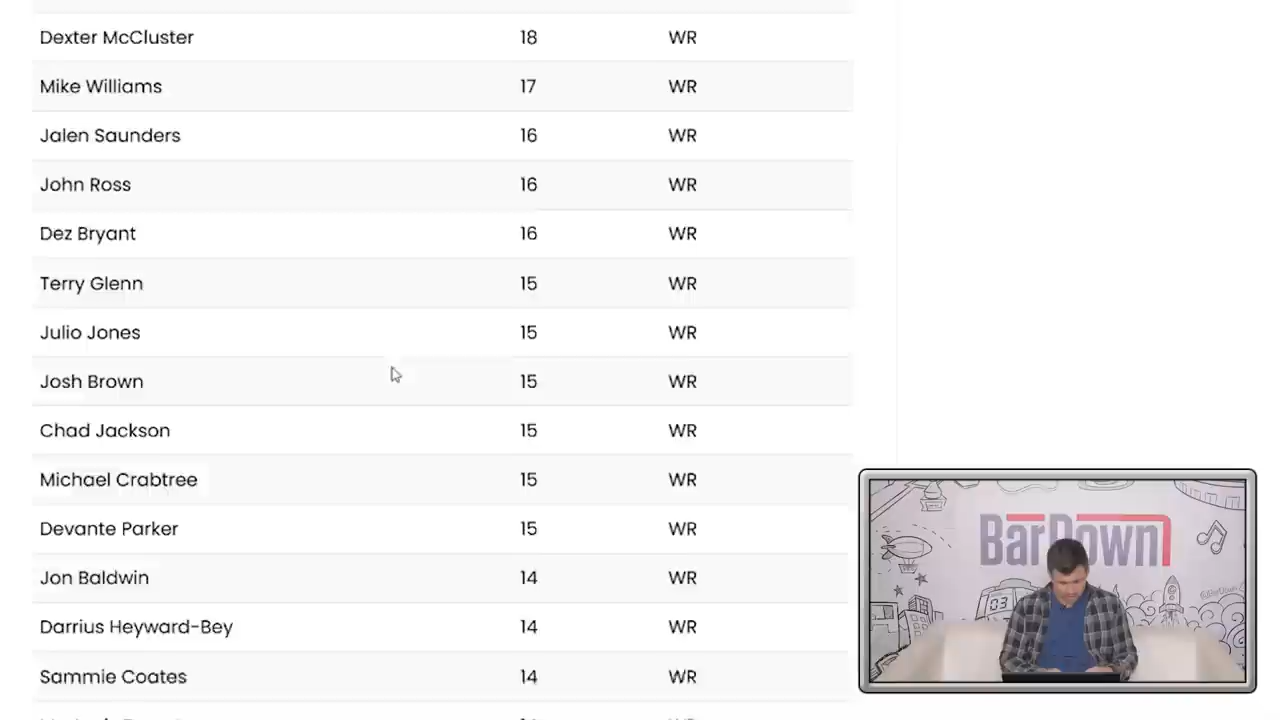 Dexter McCluster 18 WR
Mike Williams 17 WR
Jalen Saunders 16 WR
John Ross 16 WR
Dez Bryant 16 WR
Terry Glenn 15 WR
Julio Jones 15 WR
Josh Brown 15 WR
Chad Jackson 15 WR
Michael Crabtree 15 WR
Devante Parker 15 WR
Jon Baldwin 14 WR
Darrius Heyward-Bey 14 WR
Sammie Coates 14 WR
BarDown
03